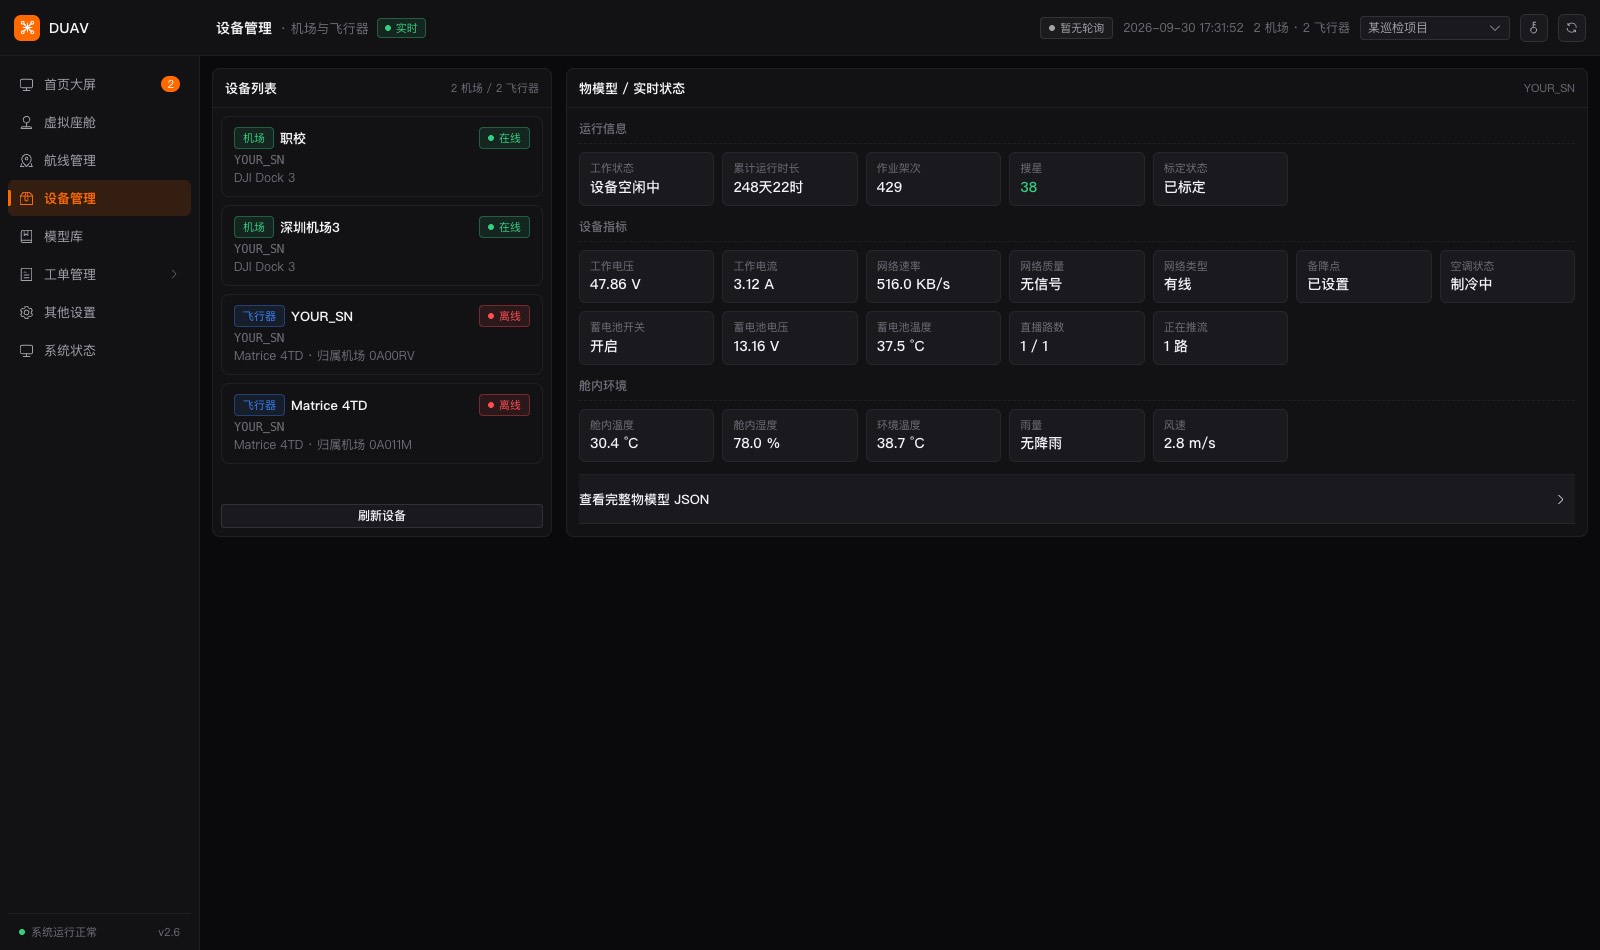 DUAV
设备管理 · 机场与飞行器 实时
暂无轮询 2026-09-30 17:31:52 2 机场 · 2 飞行器 某巡检项目
首页大屏 2
虚拟座舱
航线管理
设备管理
模型库
工单管理
其他设置
系统状态
系统运行正常 v2.6
设备列表 2 机场 / 2 飞行器
机场 职校 在线
YOUR_SN
DJI Dock 3
机场 深圳机场3 在线
YOUR_SN
DJI Dock 3
飞行器 YOUR_SN 离线
YOUR_SN
Matrice 4TD · 归属机场 0A00RV
飞行器 Matrice 4TD 离线
YOUR_SN
Matrice 4TD · 归属机场 0A011M
刷新设备
物模型 / 实时状态 YOUR_SN
运行信息
工作状态 累计运行时长 作业架次 搜星 标定状态
设备空闲中 248天22时 429 38 已标定
设备指标
工作电压 工作电流 网络速率 网络质量 网络类型 备降点 空调状态
47.86 V 3.12 A 516.0 KB/s 无信号 有线 已设置 制冷中
蓄电池开关 蓄电池电压 蓄电池温度 直播路数 正在推流
开启 13.16 V 37.5 °C 1 / 1 1 路
舱内环境
舱内温度 舱内湿度 环境温度 雨量 风速
30.4 °C 78.0 % 38.7 °C 无降雨 2.8 m/s
查看完整物模型 JSON